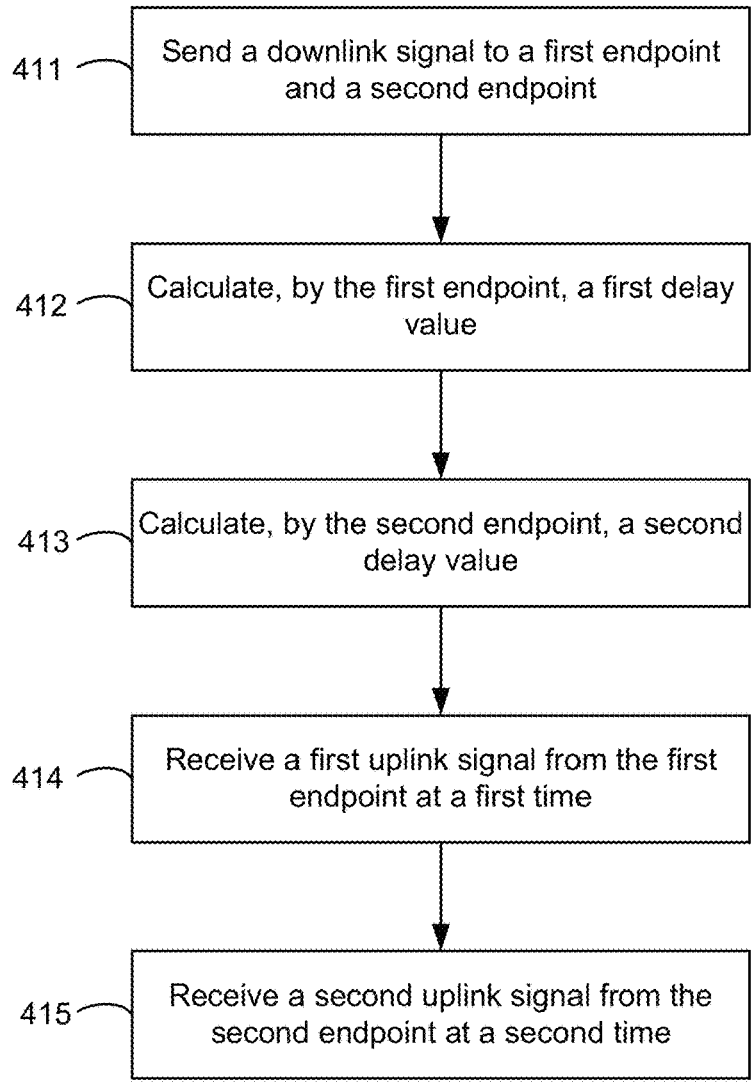 411
Send a downlink signal to a first endpoint
and a second endpoint
412
Calculate, by the first endpoint, a first delay
value
413
Calculate, by the second endpoint, a second
delay value
414
Receive a first uplink signal from the first
endpoint at a first time
415
Receive a second uplink signal from the
second endpoint at a second time